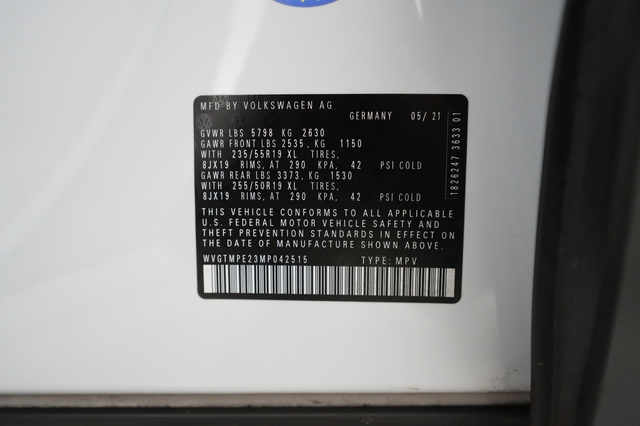 MFD BY VOLKSWAGEN AG
GERMANY 05/21
GVWR LBS 5798 KG 2630
GAWR FRONT LBS 2535, KG 1150
WITH 235/55R19 XL TIRES,
8JX19 RIMS, AT 290 KPA, 42 PSI COLD
GAWR REAR LBS 3373, KG 1530
WITH 255/50R19 XL TIRES,
8JX19 RIMS, AT 290 KPA, 42 PSI COLD
THIS VEHICLE CONFORMS TO ALL APPLICABLE
U.S. FEDERAL MOTOR VEHICLE SAFETY AND
THEFT PREVENTION STANDARDS IN EFFECT ON
THE DATE OF MANUFACTURE SHOWN ABOVE.
WVGTMPE23MP042515 TYPE: MPV
1826247 3633 01